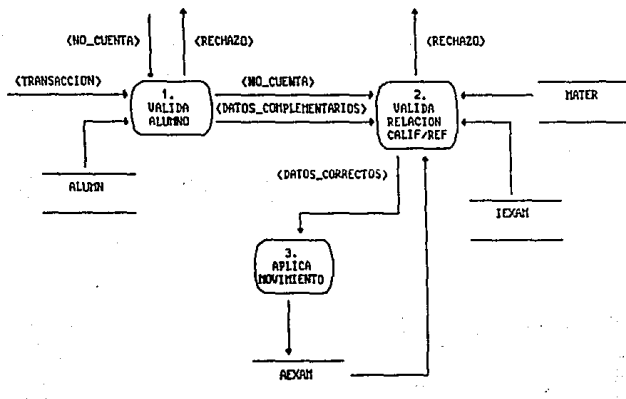 <NO_CUENTA>
<RECHAZO>
<RECHAZO>
<TRANSACCION>
1.
VALIDA
ALUMNO
<NO_CUENTA>
<DATOS_COMPLEMENTARIOS>
2.
VALIDA
RELACION
CALIF/REF
MATER
ALUMN
<DATOS_CORRECTOS>
IEXAM
3.
APLICA
MOVIMIENTO
AEXAM